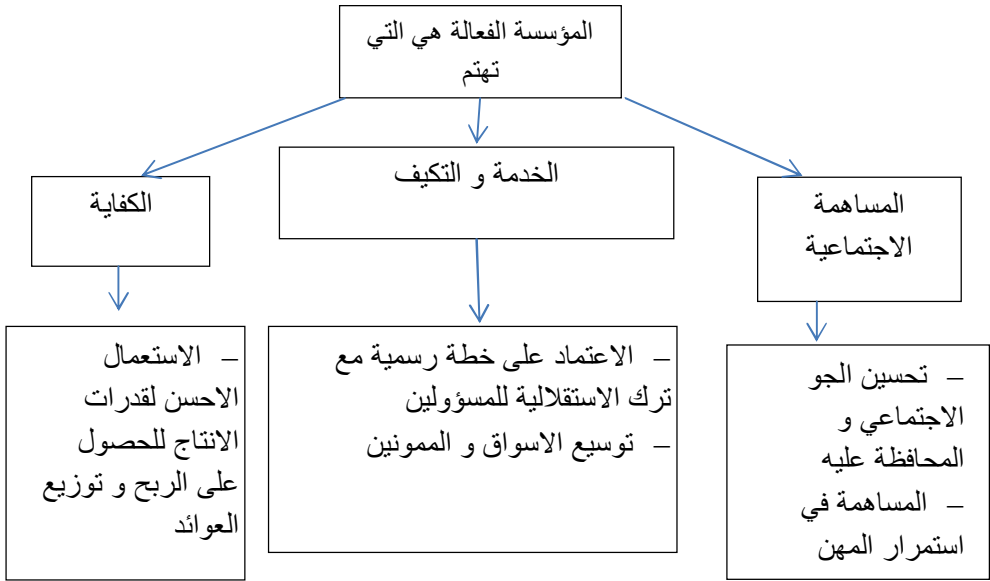 المؤسسة الفعالة هي التي
تهتم
المساهمة
الاجتماعية
الخدمة و التكيف
الكفاية
– تحسين الجو
الاجتماعي و
المحافظة عليه
– المساهمة في
استمرار المهن
– الاعتماد على خطة رسمية مع
ترك الاستقلالية للمسؤولين
– توسيع الاسواق و الممونين
– الاستعمال
الاحسن لقدرات
الانتاج للحصول
على الربح و توزيع
العوائد